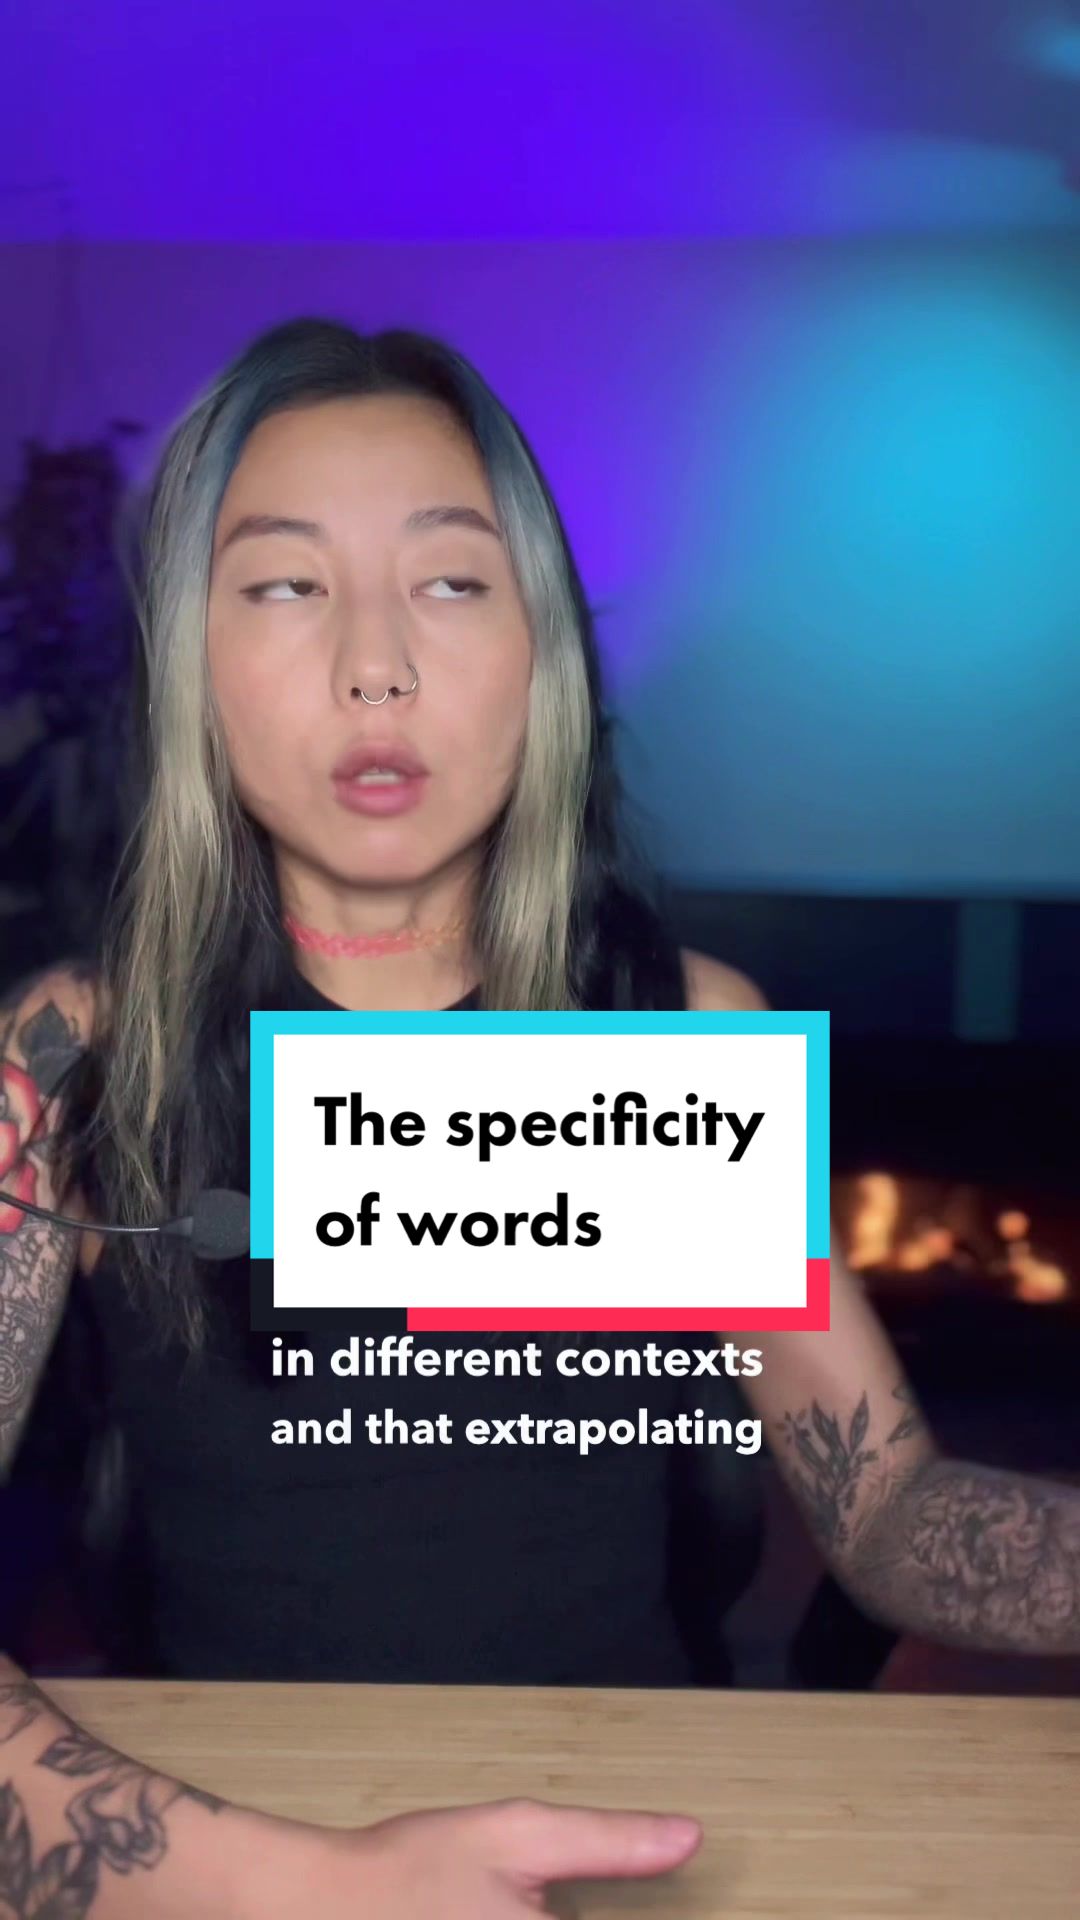 The specificity
of words
in different contexts
and that extrapolating